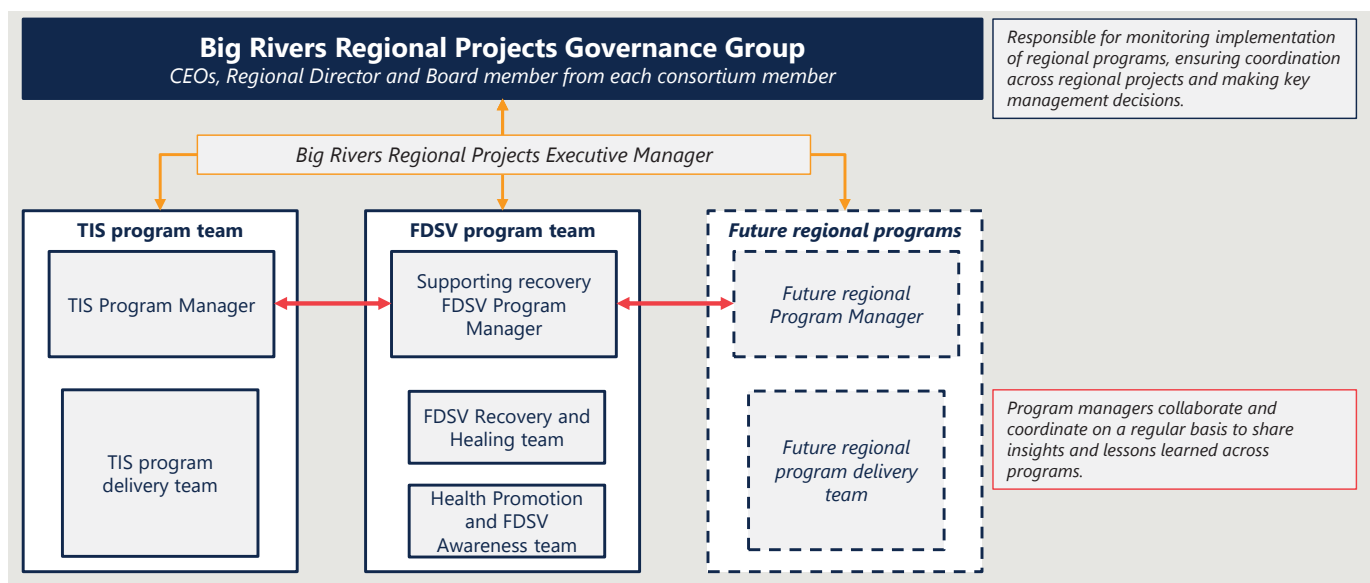 Big Rivers Regional Projects Governance Group
CEOs, Regional Director and Board member from each consortium member
Responsible for monitoring implementation
of regional programs, ensuring coordination
across regional projects and making key
management decisions.
Big Rivers Regional Projects Executive Manager
TIS program team
TIS Program Manager
TIS program
delivery team
FDSV program team
Supporting recovery
FDSV Program
Manager
FDSV Recovery and
Healing team
Health Promotion
and FDSV
Awareness team
Future regional programs
Future regional
Program Manager
Future regional
program delivery
team
Program managers collaborate and
coordinate on a regular basis to share
insights and lessons learned across
programs.